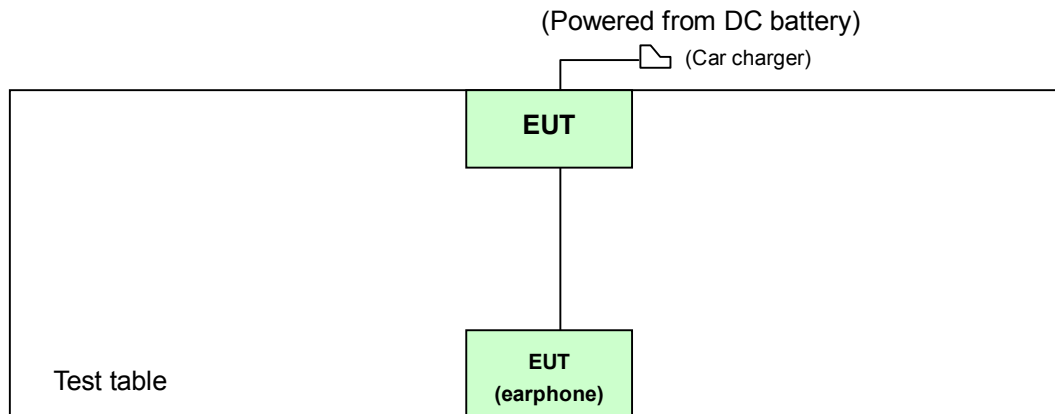 (Powered from DC battery)
(Car charger)
EUT
EUT
(earphone)
Test table